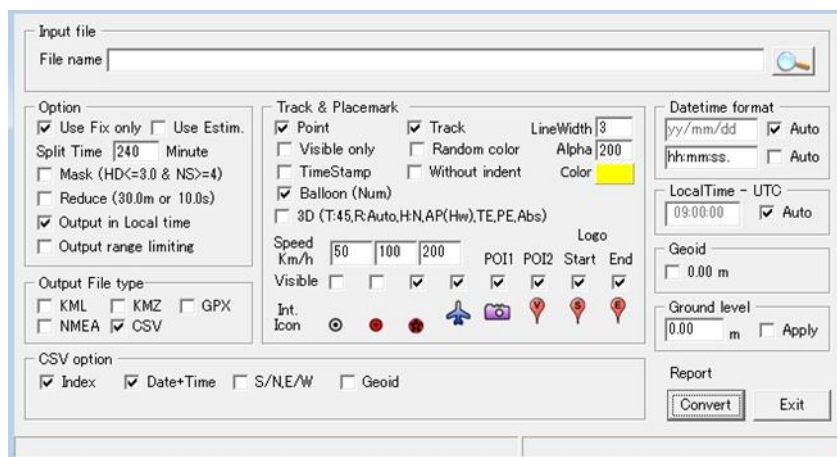 Input file
File name
Option
Use Fix only Use Estim.
Split Time 240 Minute
Mask (HD<=3.0 & NS>=4)
Reduce (30.0m or 10.0s)
Output in Local time
Output range limiting
Output File type
KML KMZ GPX
NMEA CSV
Track & Placemark
Point Track LineWidth 3
Visible only Random color Alpha 200
TimeStamp Without indent Color
Balloon (Num)
3D (T:45,R:Auto,H:N,AP(Hw),TE,PE,Abs)
Logo
Speed Km/h 50 100 200 POI1 POI2 Start End
Visible
Int. Icon V S E
Datetime format
yy/mm/dd Auto
hh:mm:ss. Auto
LocalTime - UTC
09:00:00 Auto
Geoid
0.00 m
Ground level
0.00 m Apply
CSV option
Index Date+Time S/N,E/W Geoid
Report
Convert Exit